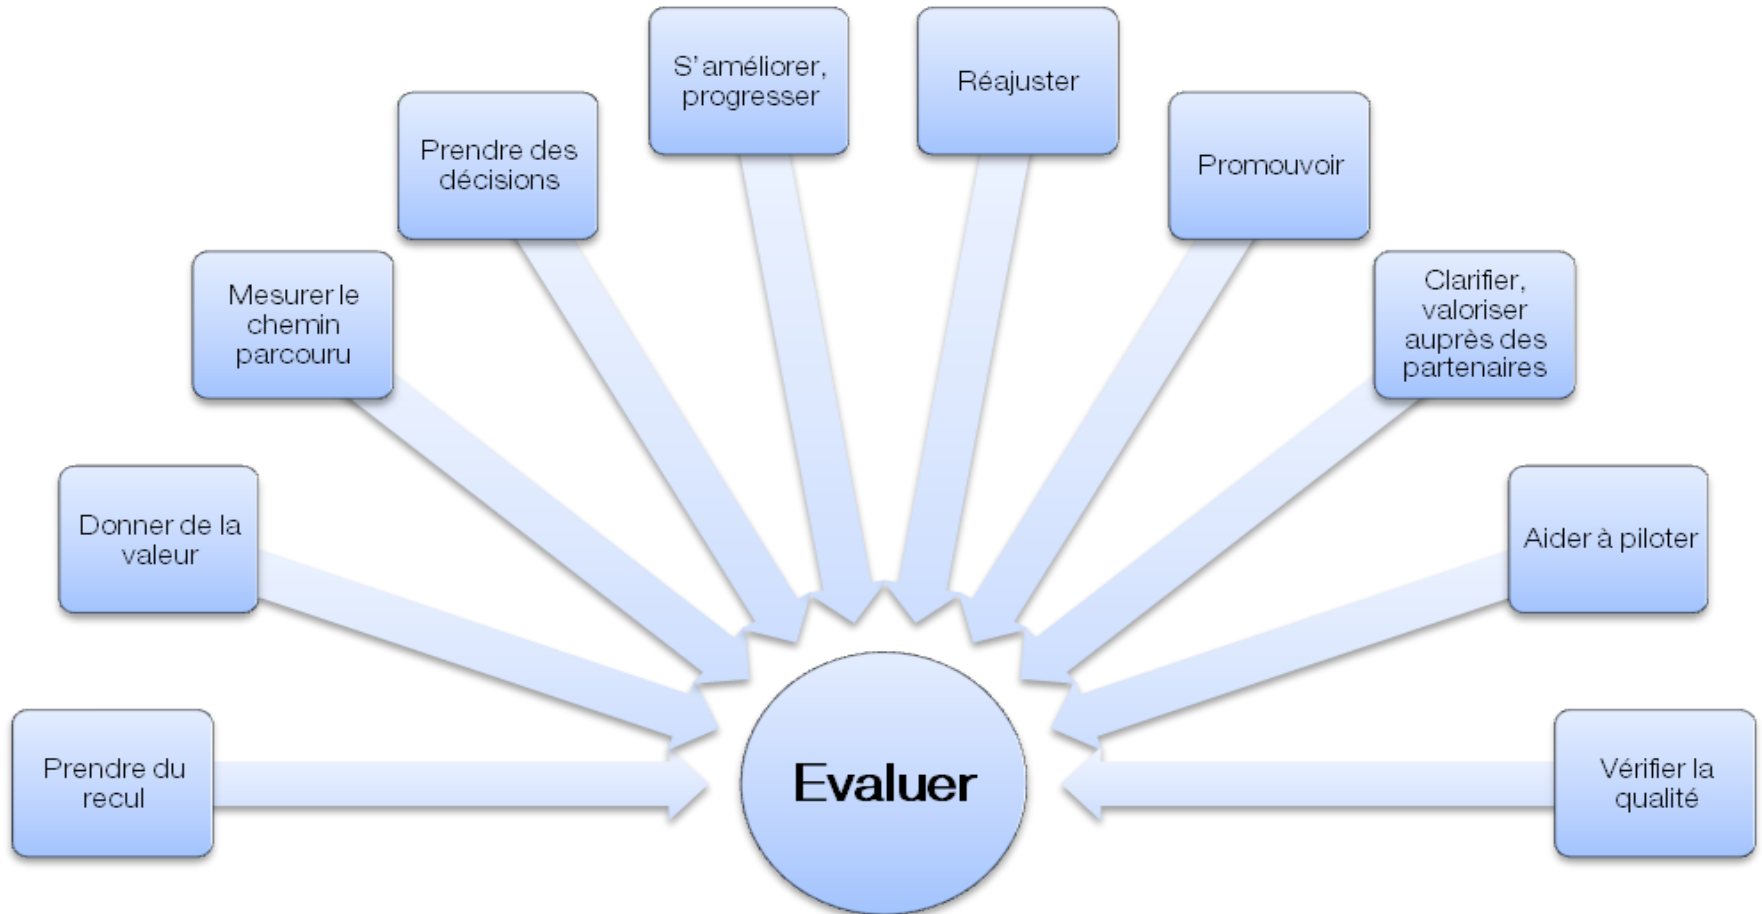 S'améliorer,
progresser
Réajuster
Prendre des
décisions
Promouvoir
Mesurer le
chemin
parcouru
Clarifier,
valoriser
auprès des
partenaires
Donner de la
valeur
Aider à piloter
Prendre du
recul
Evaluer
Vérifier la
qualité